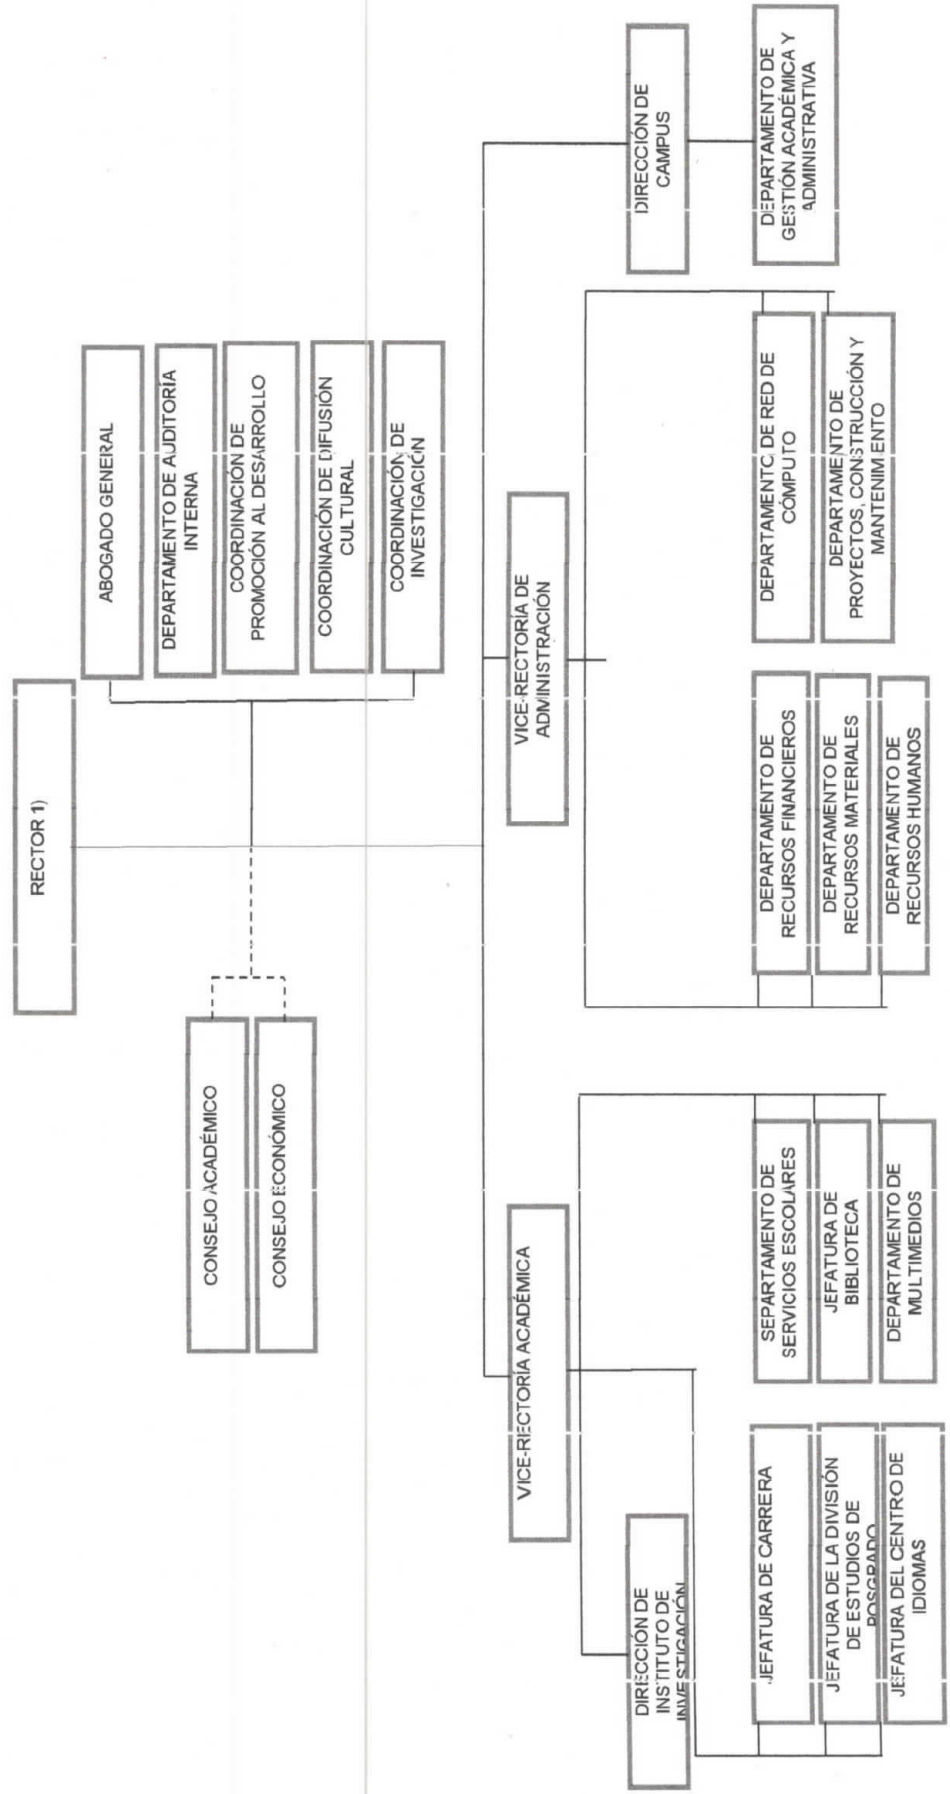 RECTOR 1)
ABOGADO GENERAL
DEPARTAMENTO DE AUDITORÍA
INTERNA
COORDINACIÓN DE
PROMOCIÓN AL DESARROLLO
COORDINACIÓN DE DIFUSIÓN
CULTURAL
COORDINACIÓN DE
INVESTIGACIÓN
CONSEJO ACADÉMICO
CONSEJO ECONÓMICO
VICE-RECTORÍA ACADÉMICA
VICE-RECTORÍA DE
ADMINISTRACIÓN
DIRECCIÓN DE
INSTITUTO DE
INVESTIGACIÓN
DIRECCIÓN DE
CAMPUS
JEFATURA DE CARRERA
JEFATURA DE LA DIVISIÓN
DE ESTUDIOS DE
POSGRADO
JEFATURA DEL CENTRO DE
IDIOMAS
SEPARTAMENTO DE
SERVICIOS ESCOLARES
JEFATURA DE
BIBLIOTECA
DEPARTAMENTO DE
MULTIMEDIOS
DEPARTAMENTO DE
RECURSOS FINANCIEROS
DEPARTAMENTO DE
RECURSOS MATERIALES
DEPARTAMENTO DE
RECURSOS HUMANOS
DEPARTAMENTO DE RED DE
CÓMPUTO
DEPARTAMENTO DE
PROYECTOS, CONSTRUCCIÓN Y
MANTENIMIENTO
DEPARTAMENTO DE
GESTIÓN ACADÉMICA Y
ADMINISTRATIVA